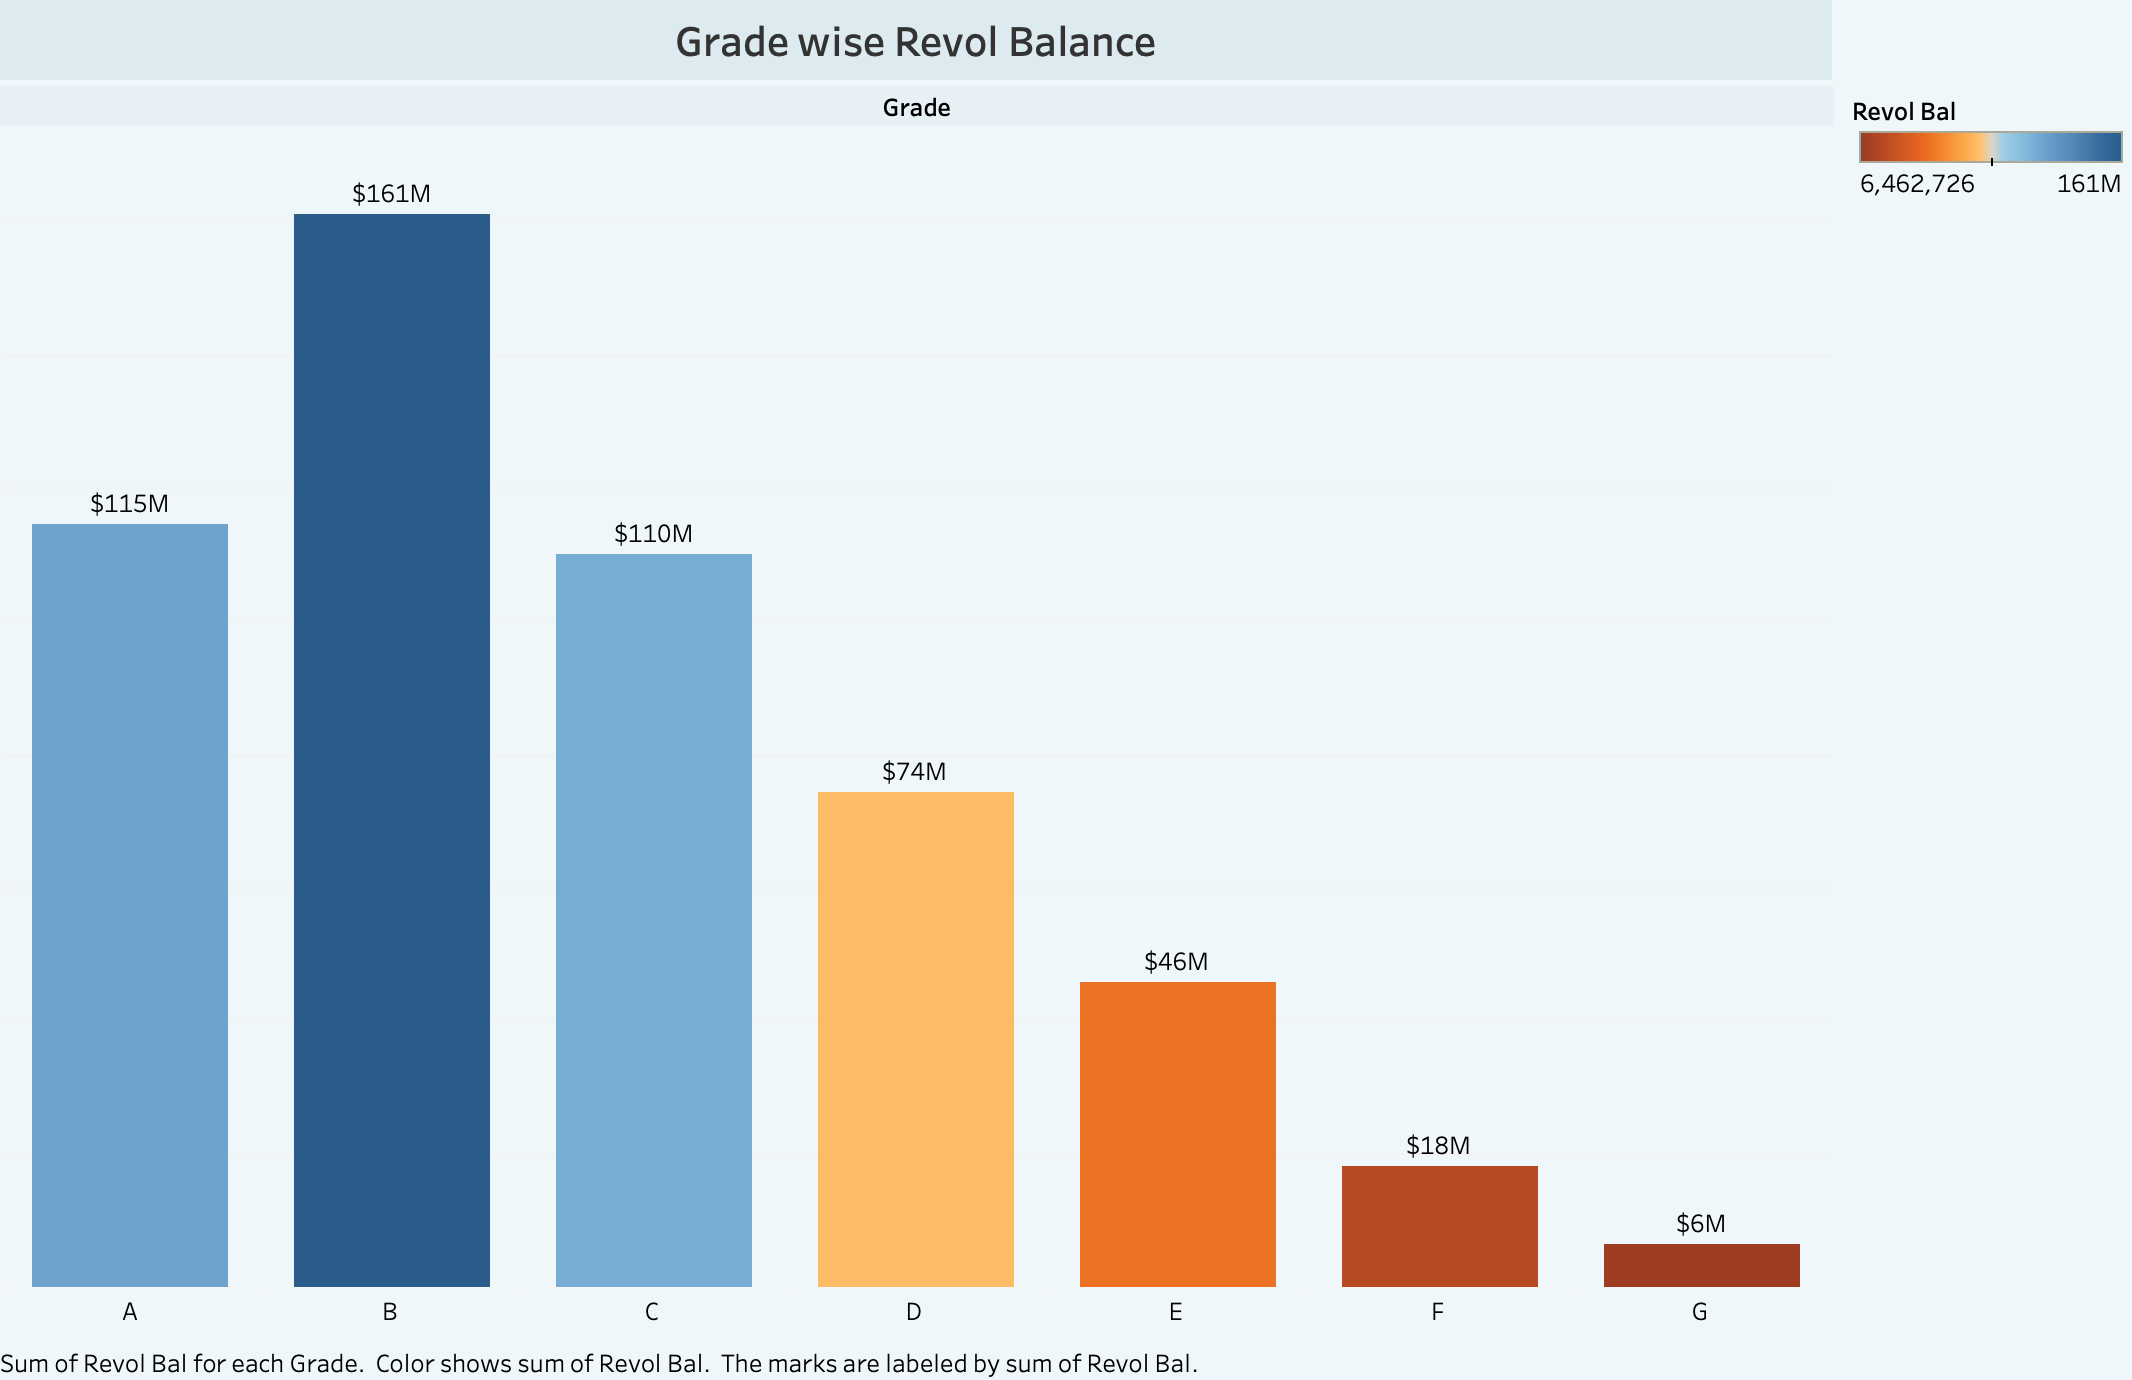 Grade wise Revol Balance
Grade
Revol Bal
6,462,726 161M
$161M
$115M
$110M
$74M
$46M
$18M
$6M
A B C D E F G
Sum of Revol Bal for each Grade. Color shows sum of Revol Bal. The marks are labeled by sum of Revol Bal.